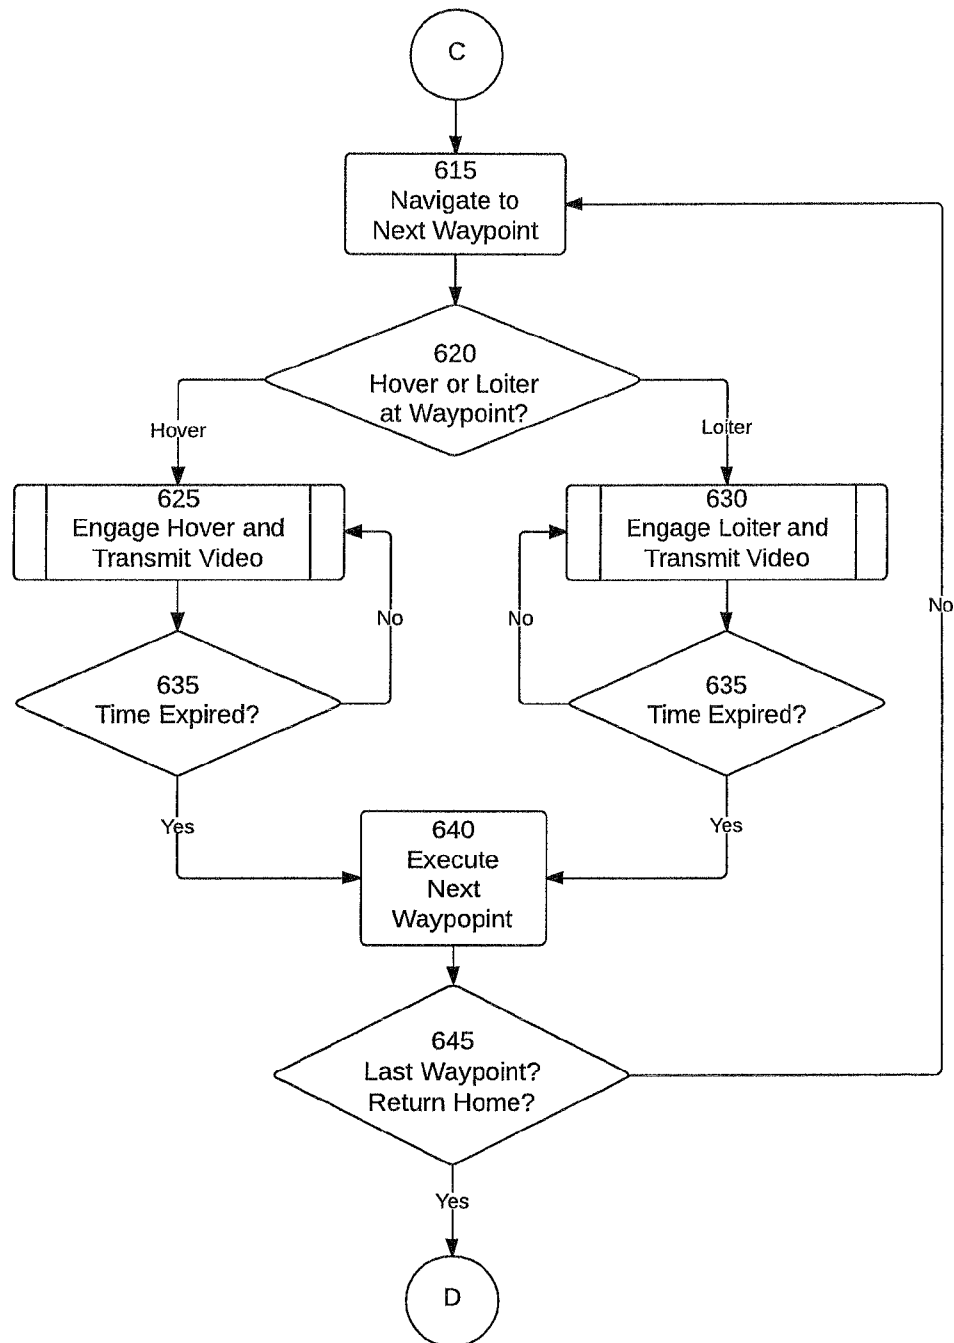 C
615
Navigate to
Next Waypoint
620
Hover or Loiter
at Waypoint?
Hover
Loiter
625
Engage Hover and
Transmit Video
630
Engage Loiter and
Transmit Video
No
No
No
635
Time Expired?
635
Time Expired?
Yes
Yes
640
Execute
Next
Waypopint
645
Last Waypoint?
Return Home?
Yes
D